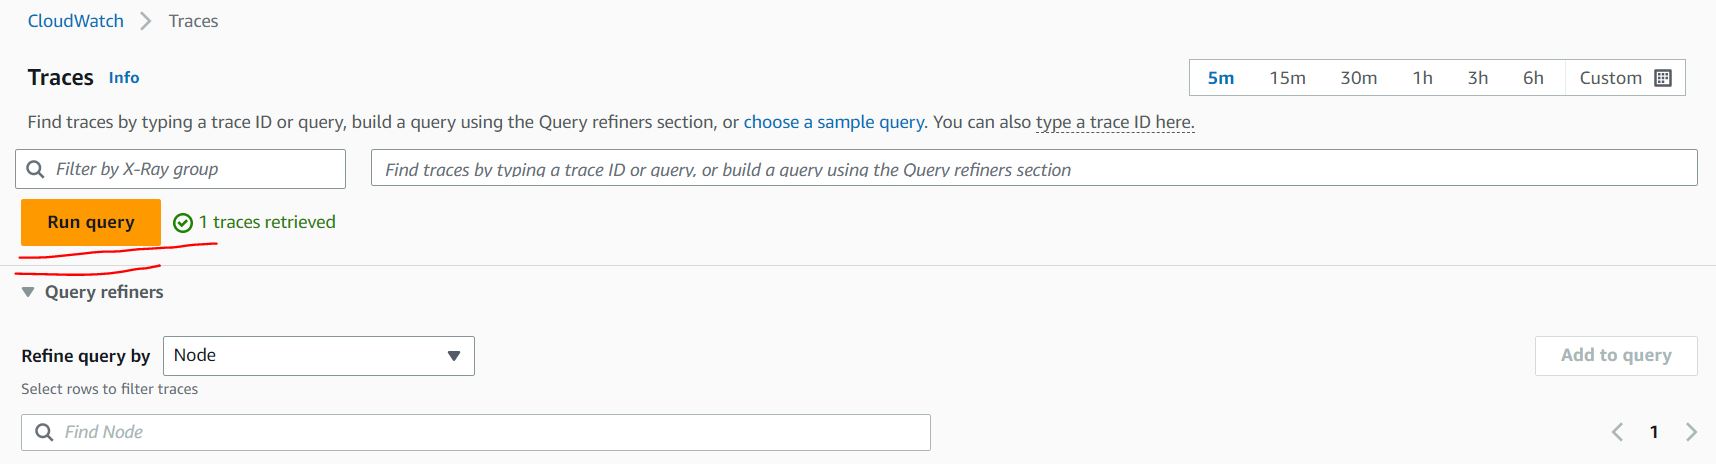 CloudWatch > Traces
Traces Info 5m 15m 30m 1h 3h 6h Custom
Find traces by typing a trace ID or query, build a query using the Query refiners section, or choose a sample query. You can also type a trace ID here.
Filter by X-Ray group Find traces by typing a trace ID or query, or build a query using the Query refiners section
Run query 1 traces retrieved
Query refiners
Refine query by Node Add to query
Select rows to filter traces
Find Node 1